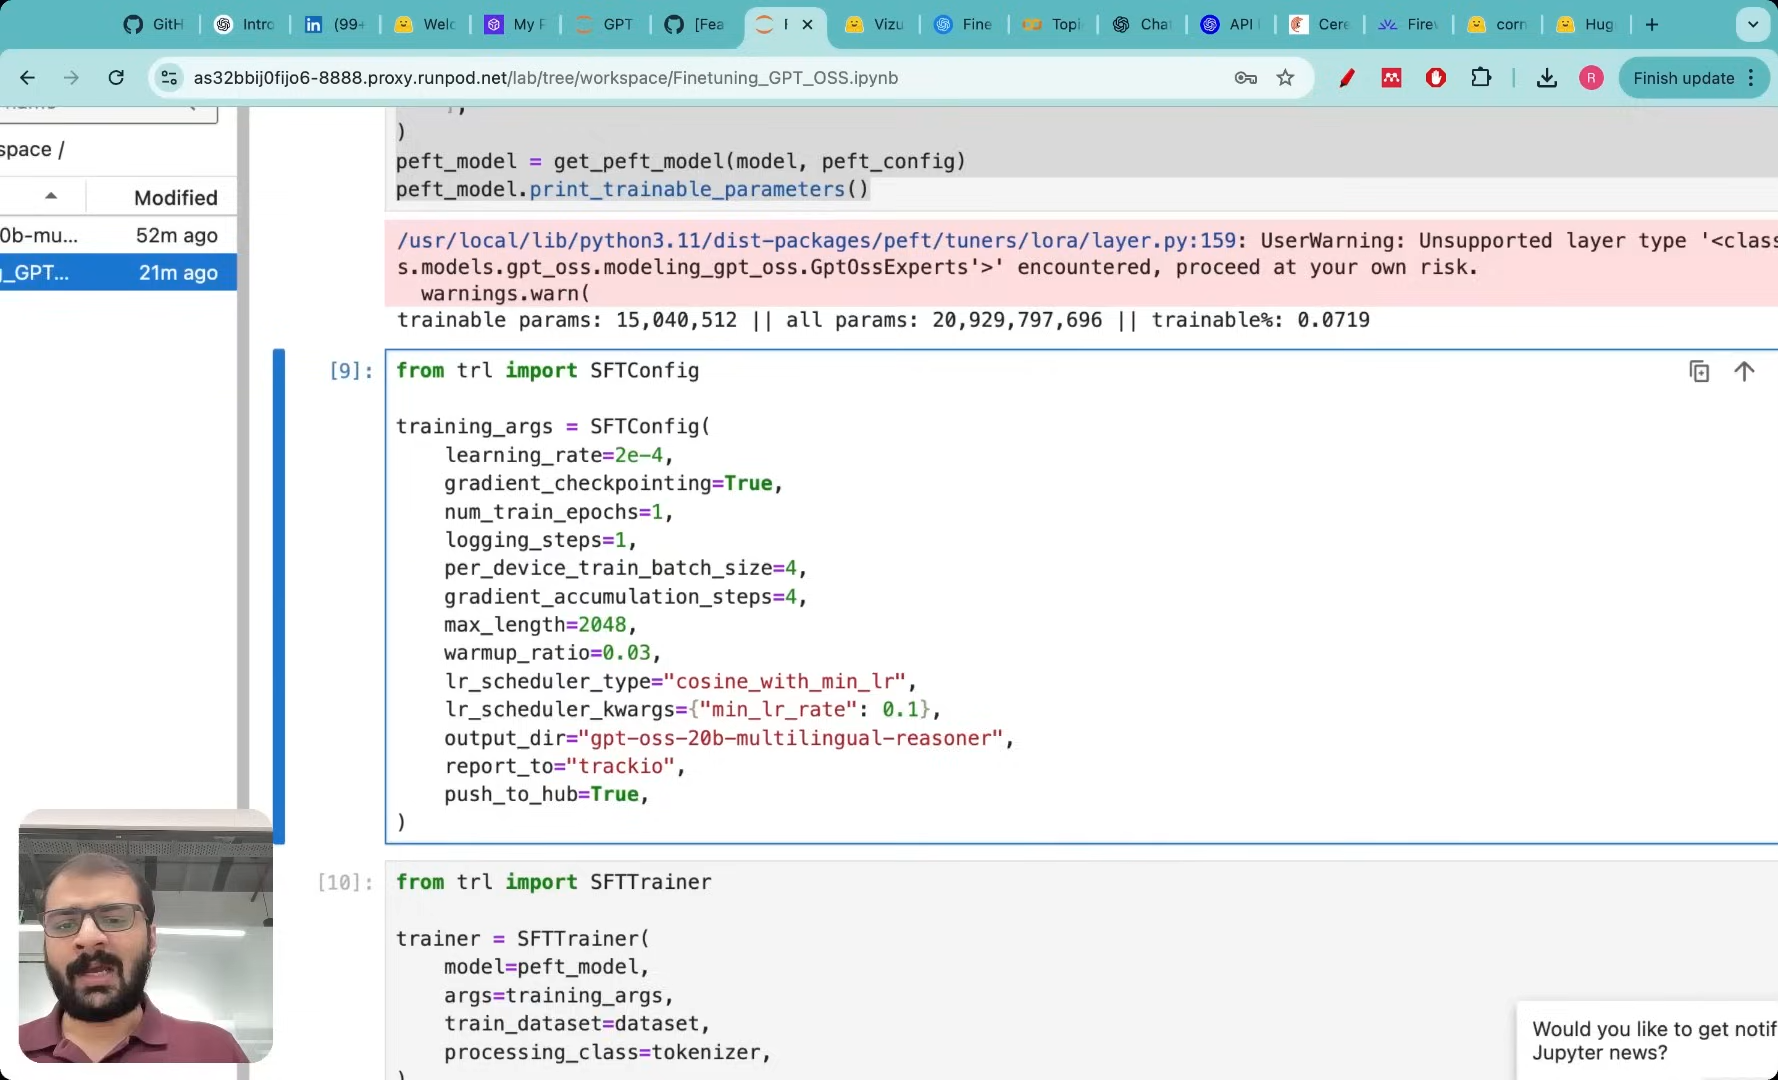 GitH
Intro
(99+
Welc
My F
GPT
[Fea
Vizu
Fine
Topi
Cha
API
Cere
Firew
corn
Hug
as32bbij0fijo6-8888.proxy.runpod.net/lab/tree/workspace/Finetuning_GPT_OSS.ipynb
R
Finish update
space /
Modified
0b-mu... 52m ago
g_GPT... 21m ago
)
peft_model = get_peft_model(model, peft_config)
peft_model.print_trainable_parameters()
/usr/local/lib/python3.11/dist-packages/peft/tuners/lora/layer.py:159: UserWarning: Unsupported layer type '<class
s.models.gpt_oss.modeling_gpt_oss.GptOssExperts'>' encountered, proceed at your own risk.
warnings.warn(
trainable params: 15,040,512 || all params: 20,929,797,696 || trainable%: 0.0719
[9]:
from trl import SFTConfig
training_args = SFTConfig(
learning_rate=2e-4,
gradient_checkpointing=True,
num_train_epochs=1,
logging_steps=1,
per_device_train_batch_size=4,
gradient_accumulation_steps=4,
max_length=2048,
warmup_ratio=0.03,
lr_scheduler_type="cosine_with_min_lr",
lr_scheduler_kwargs={"min_lr_rate": 0.1},
output_dir="gpt-oss-20b-multilingual-reasoner",
report_to="trackio",
push_to_hub=True,
)
[10]:
from trl import SFTTrainer
trainer = SFTTrainer(
model=peft_model,
args=training_args,
train_dataset=dataset,
processing_class=tokenizer,
Would you like to get notif
Jupyter news?